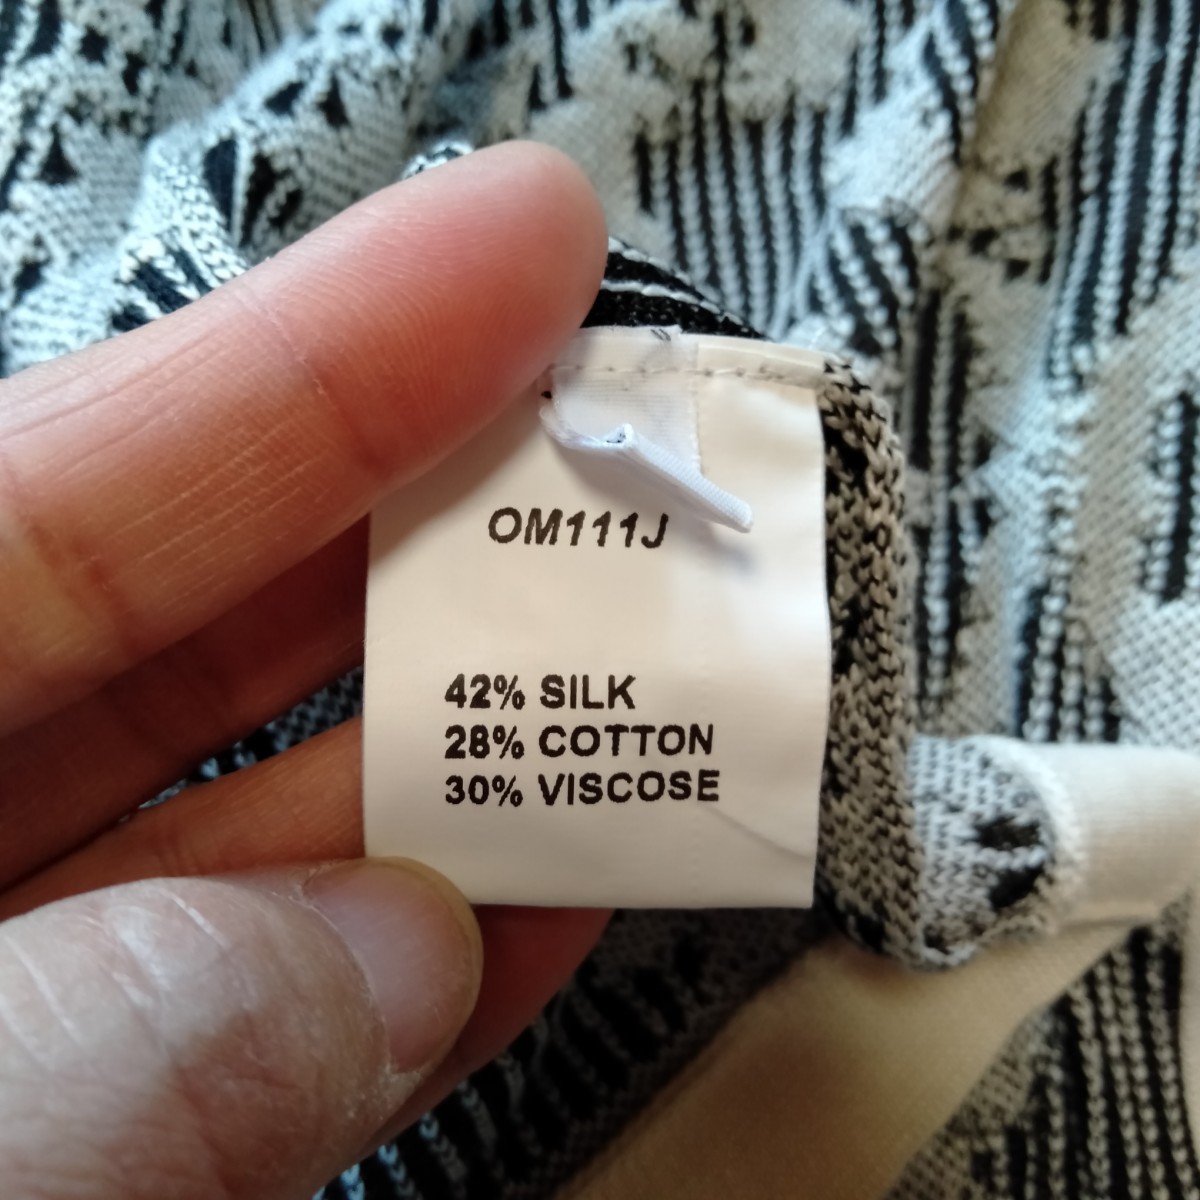 OM111J
42% SILK
28% COTTON
30% VISCOSE